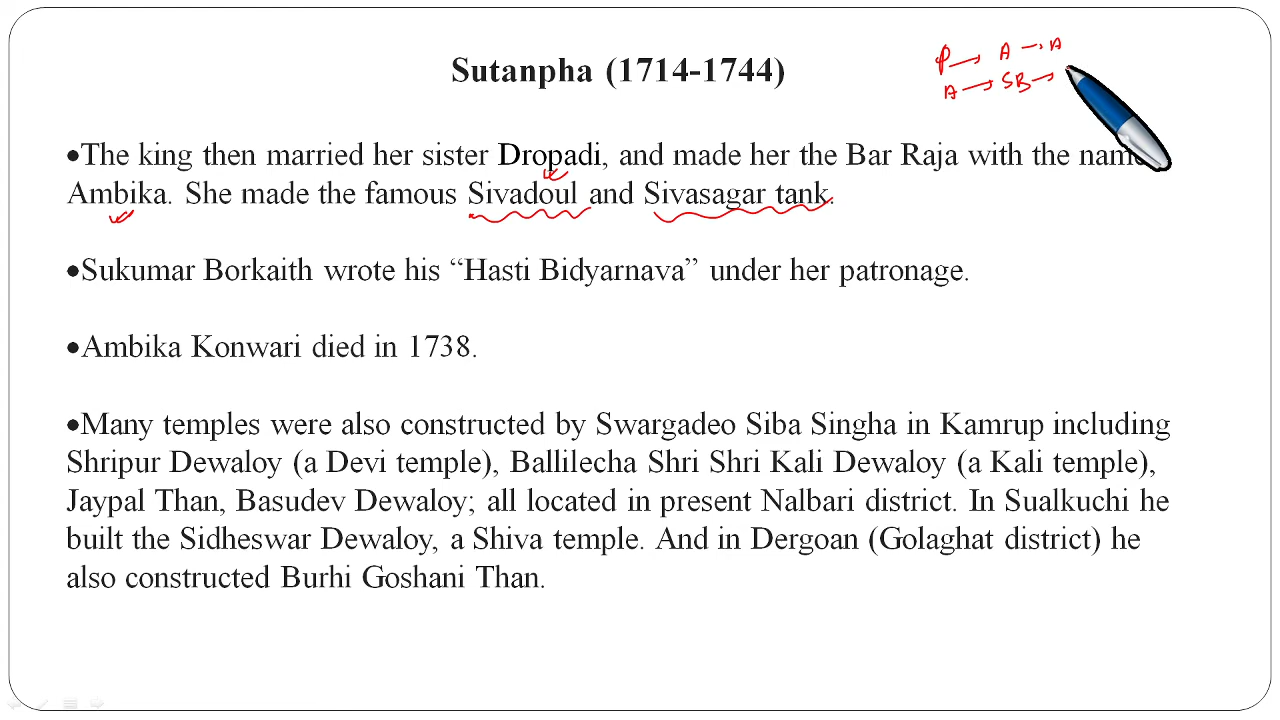 Sutanpha (1714-1744)
P → A → A
A → SB →
•The king then married her sister Dropadi, and made her the Bar Raja with the name
Ambika. She made the famous Sivadoul and Sivasagar tank.
•Sukumar Borkaith wrote his “Hasti Bidyarnava” under her patronage.
•Ambika Konwari died in 1738.
•Many temples were also constructed by Swargadeo Siba Singha in Kamrup including
Shripur Dewaloy (a Devi temple), Ballilecha Shri Shri Kali Dewaloy (a Kali temple),
Jaypal Than, Basudev Dewaloy; all located in present Nalbari district. In Sualkuchi he
built the Sidheswar Dewaloy, a Shiva temple. And in Dergoan (Golaghat district) he
also constructed Burhi Goshani Than.